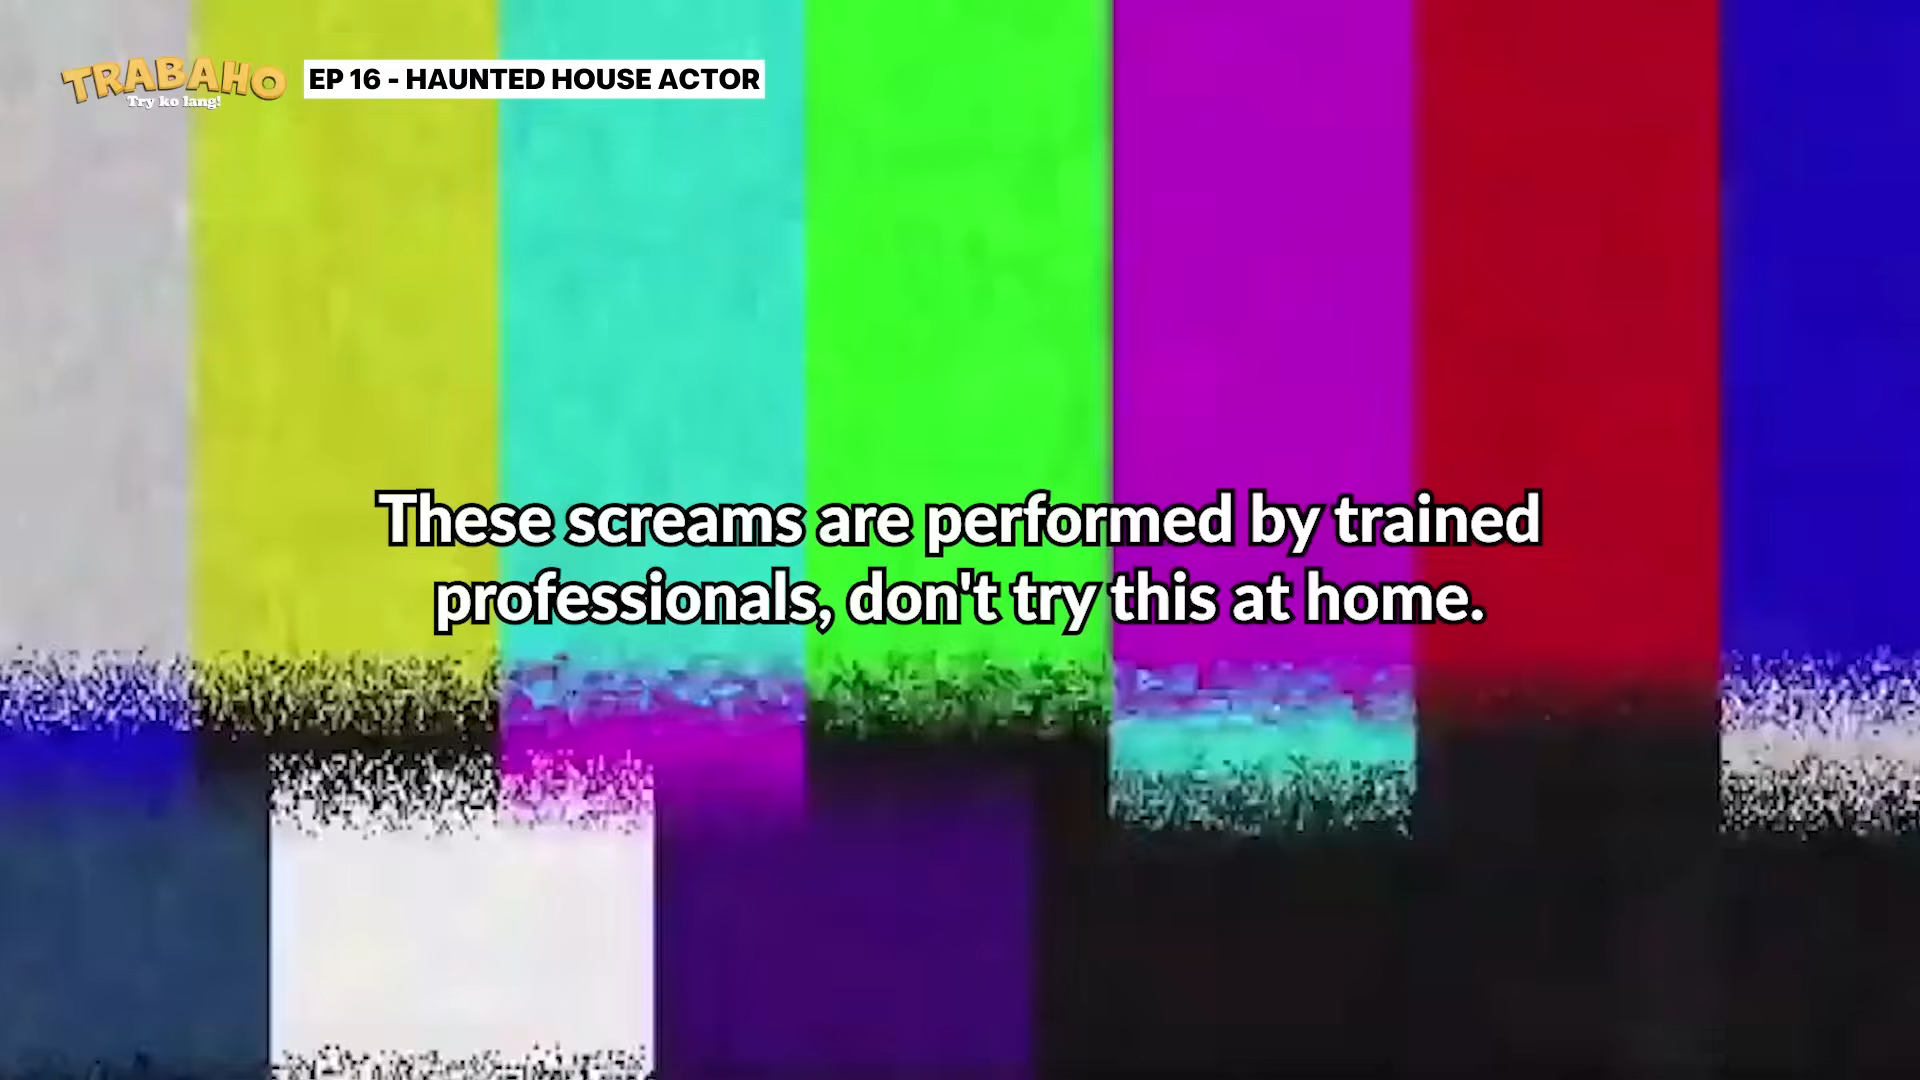 TRABAHO
Try ko lang!
EP 16 - HAUNTED HOUSE ACTOR
These screams are performed by trained
professionals, don't try this at home.